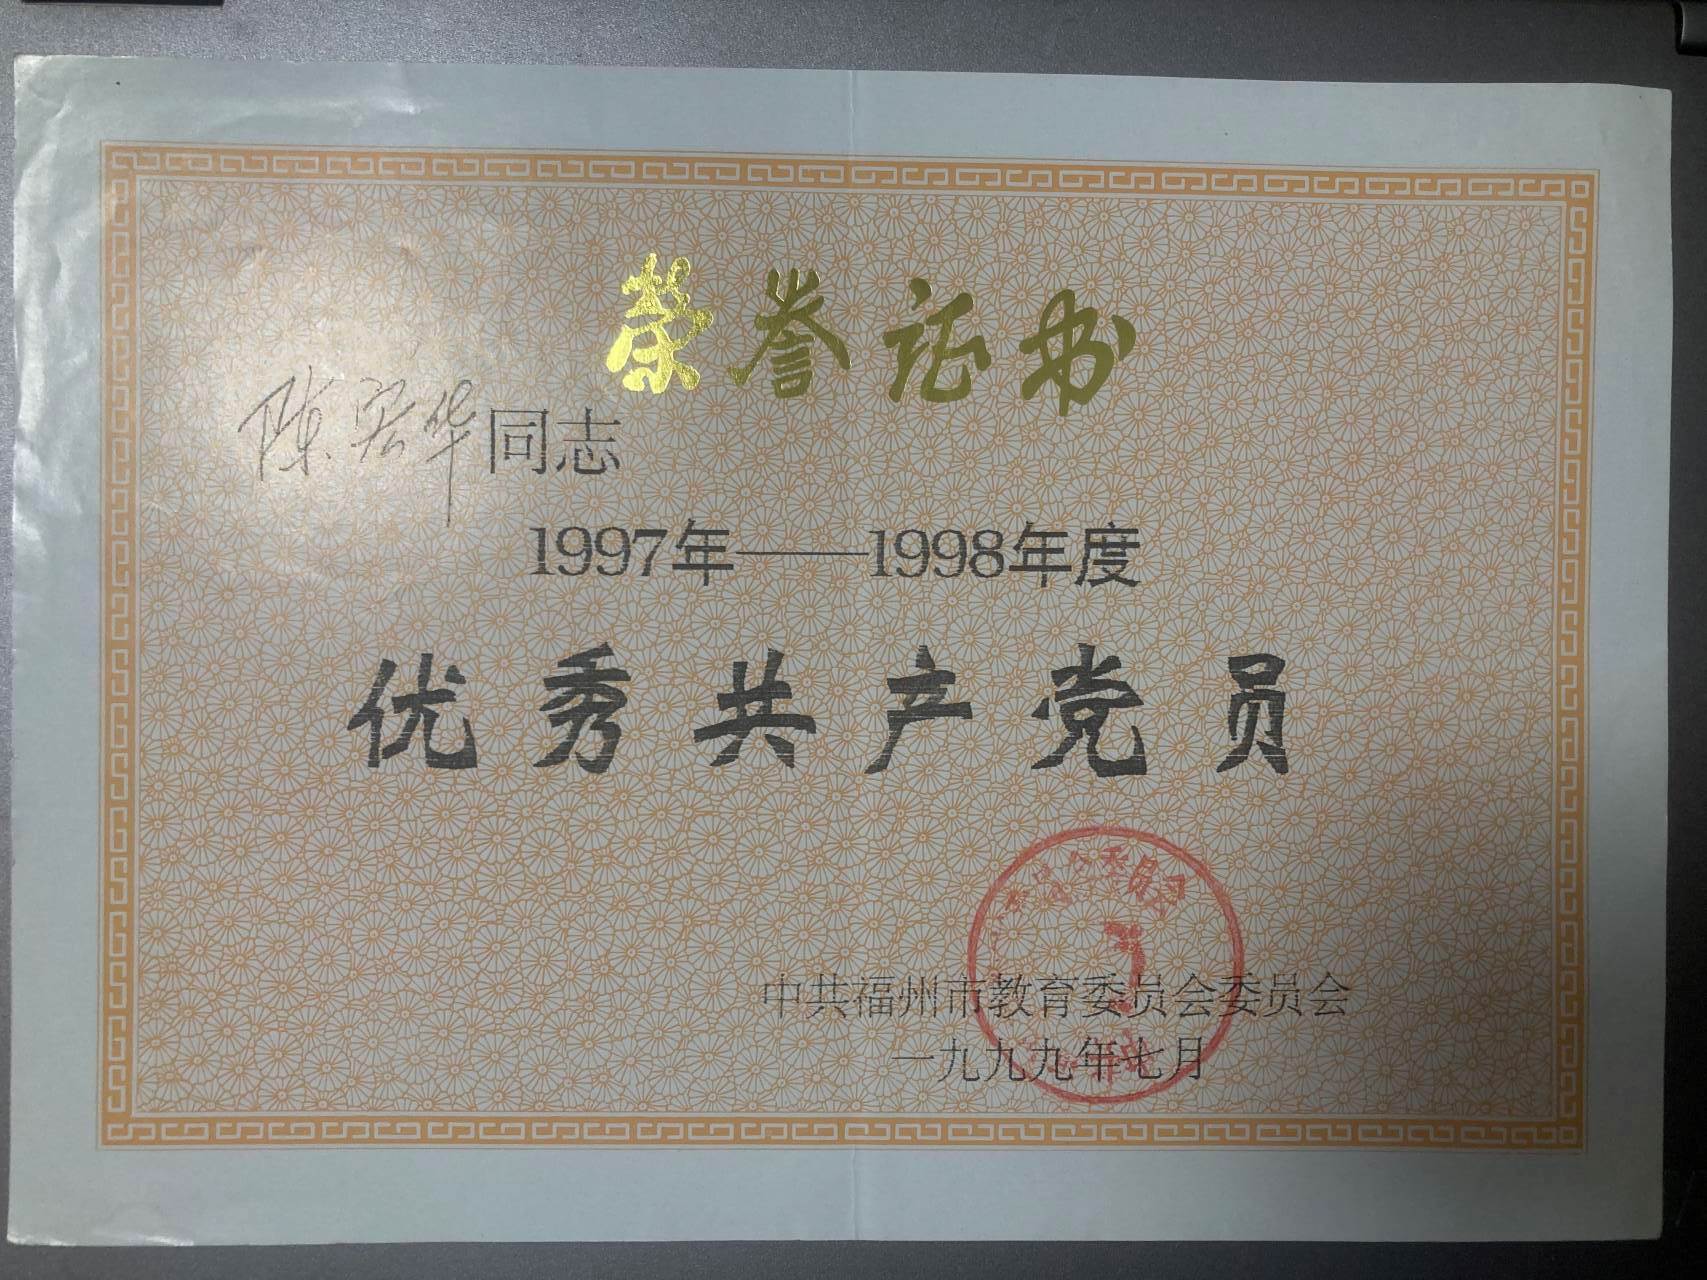 荣誉证书
陈宏华同志
1997年——1998年度
优秀共产党员
中共福州市教育委员会委员会
一九九九年七月